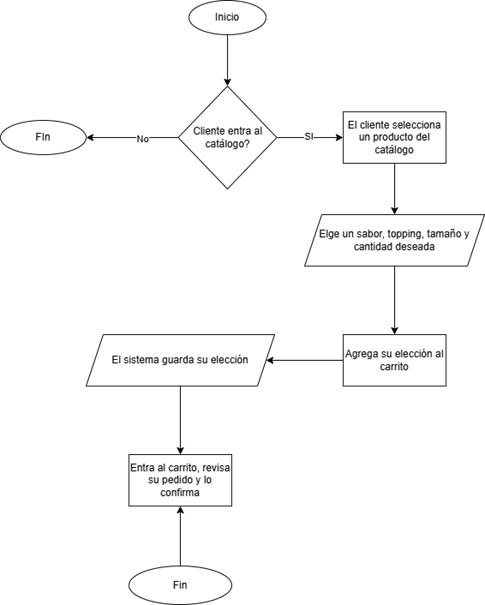 Inicio
Cliente entra al
catálogo?
No
SI
FIn
El cliente selecciona
un producto del
catálogo
Elge un sabor, topping, tamaño y
cantidad deseada
Agrega su elección al
carrito
El sistema guarda su elección
Entra al carrito, revisa
su pedido y lo
confirma
Fin